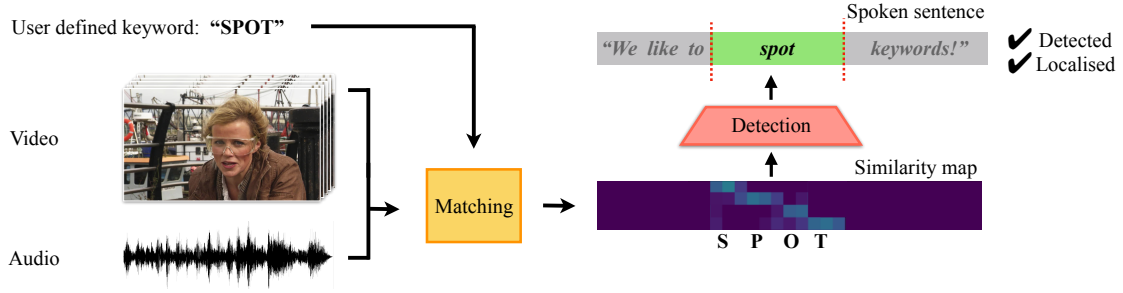 User defined keyword: “SPOT”
Video
Audio
Matching
Spoken sentence
“We like to spot keywords!”
✔ Detected
✔ Localised
Detection
Similarity map
S P O T